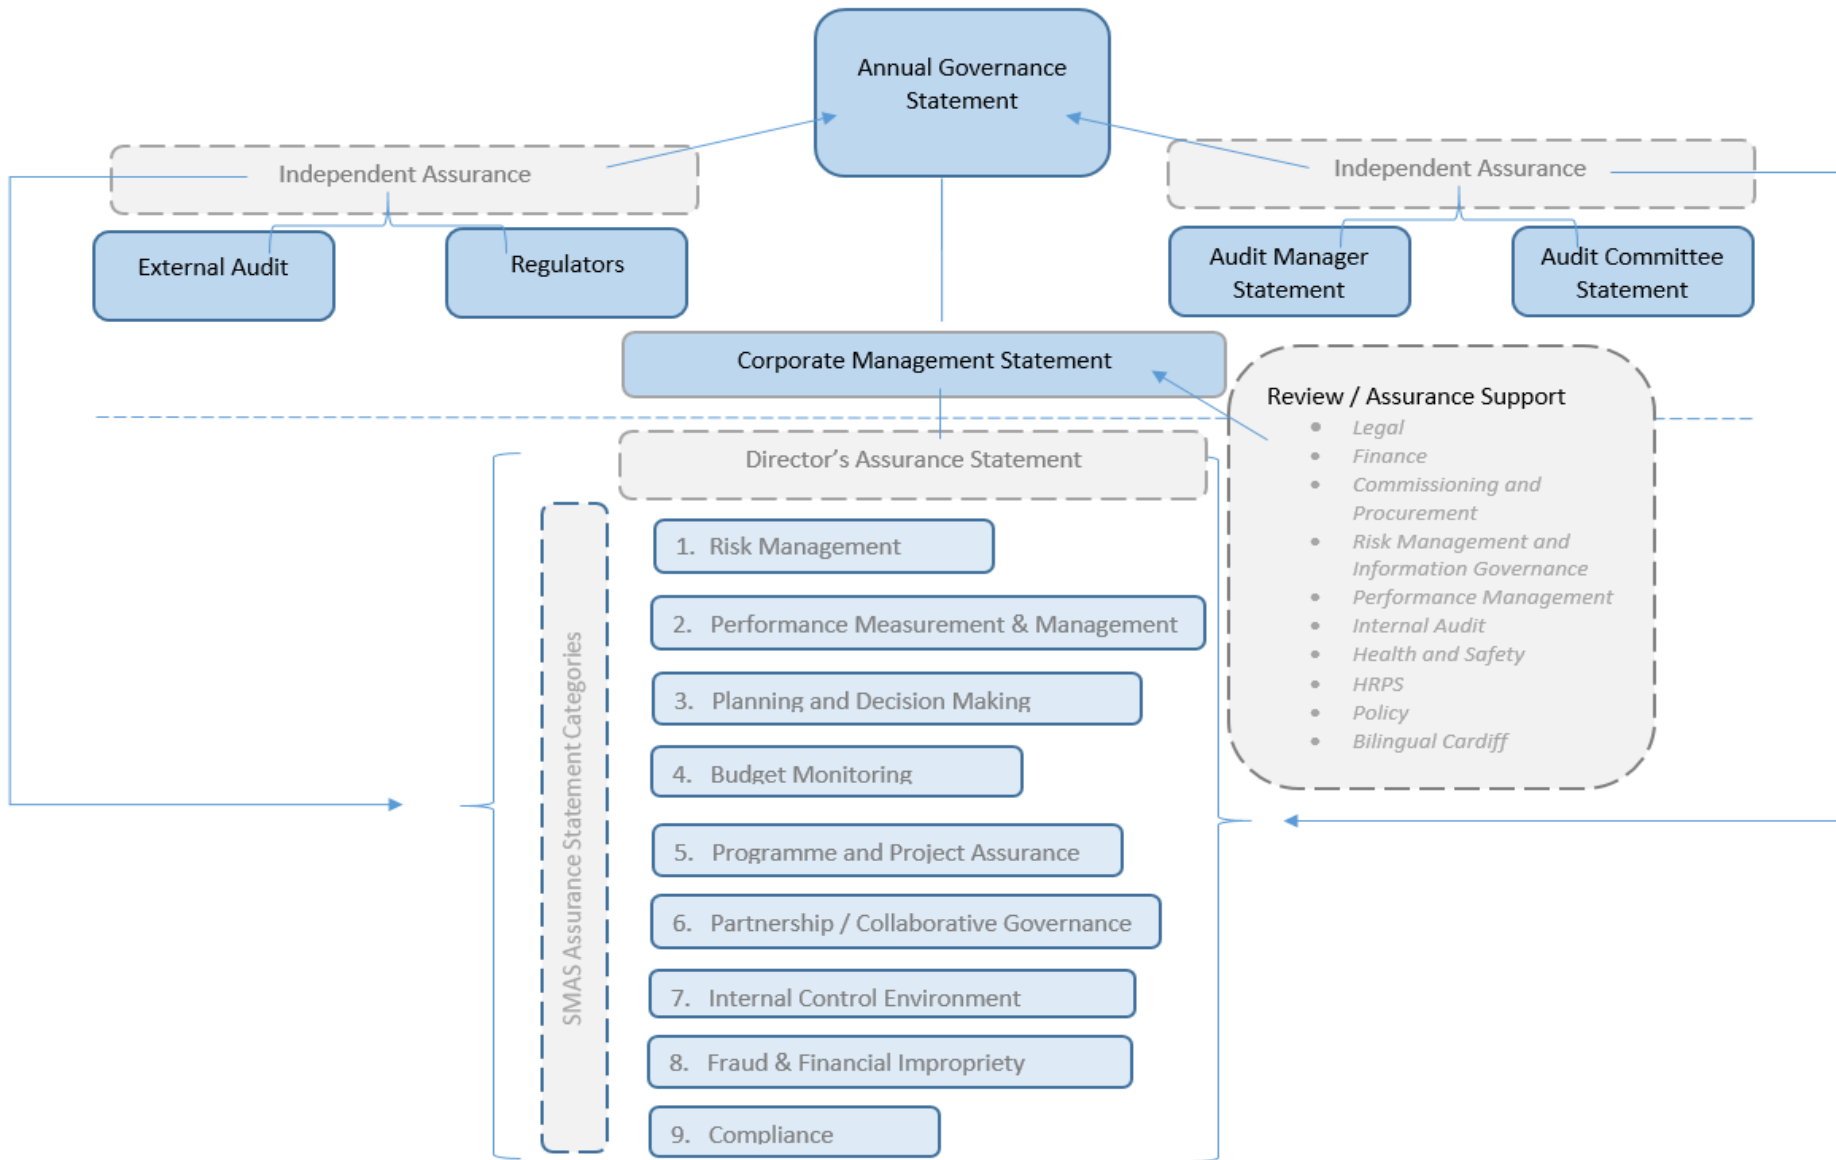 Annual Governance
Statement
Independent Assurance
Independent Assurance
External Audit
Regulators
Audit Manager
Statement
Audit Committee
Statement
Corporate Management Statement
Review / Assurance Support
• Legal
• Finance
• Commissioning and
Procurement
• Risk Management and
Information Governance
• Performance Management
• Internal Audit
• Health and Safety
• HRPS
• Policy
• Bilingual Cardiff
Director’s Assurance Statement
SMAS Assurance Statement Categories
1. Risk Management
2. Performance Measurement & Management
3. Planning and Decision Making
4. Budget Monitoring
5. Programme and Project Assurance
6. Partnership / Collaborative Governance
7. Internal Control Environment
8. Fraud & Financial Impropriety
9. Compliance